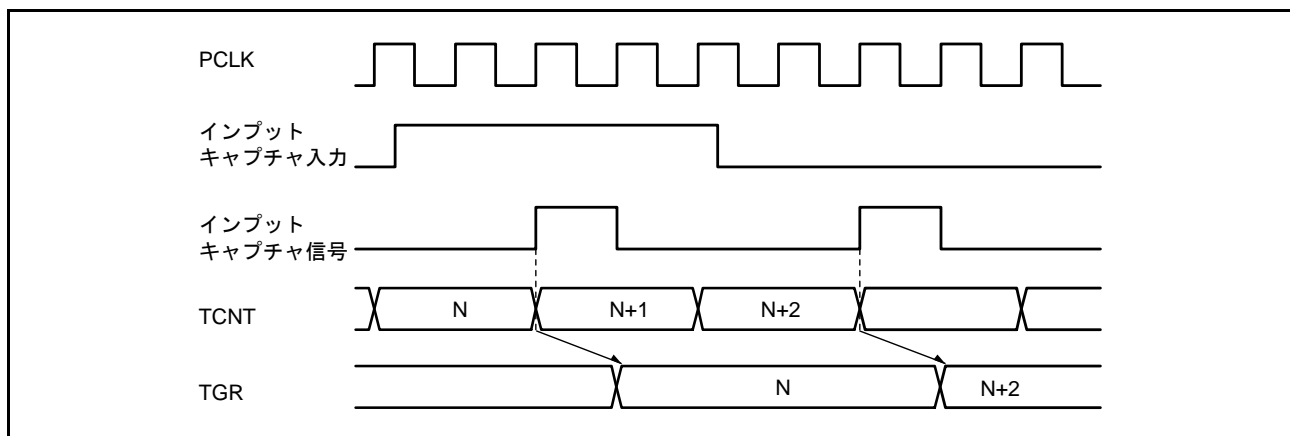 PCLK
インプット
キャプチャ入力
インプット
キャプチャ信号
TCNT N N+1 N+2
TGR N N+2